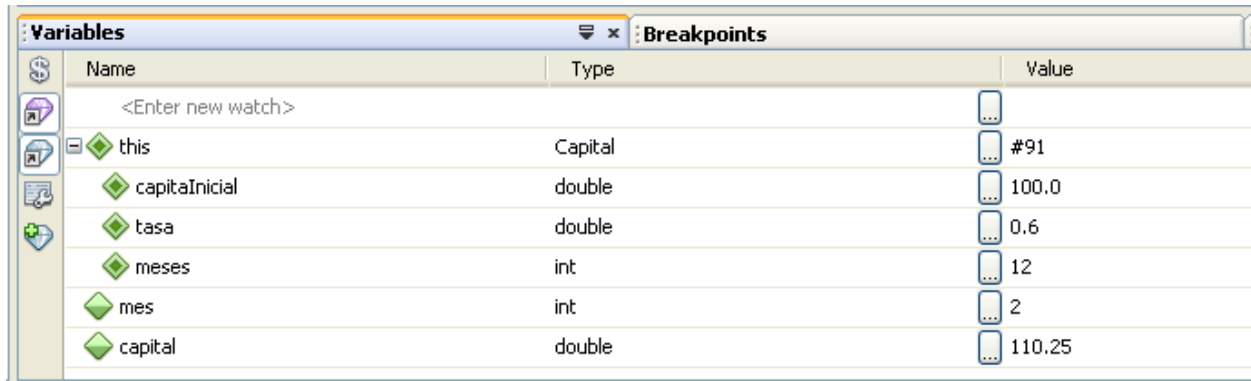 Variables Breakpoints
Name Type Value
<Enter new watch> ...
this Capital ... #91
capitaInicial double ... 100.0
tasa double ... 0.6
meses int ... 12
mes int ... 2
capital double ... 110.25